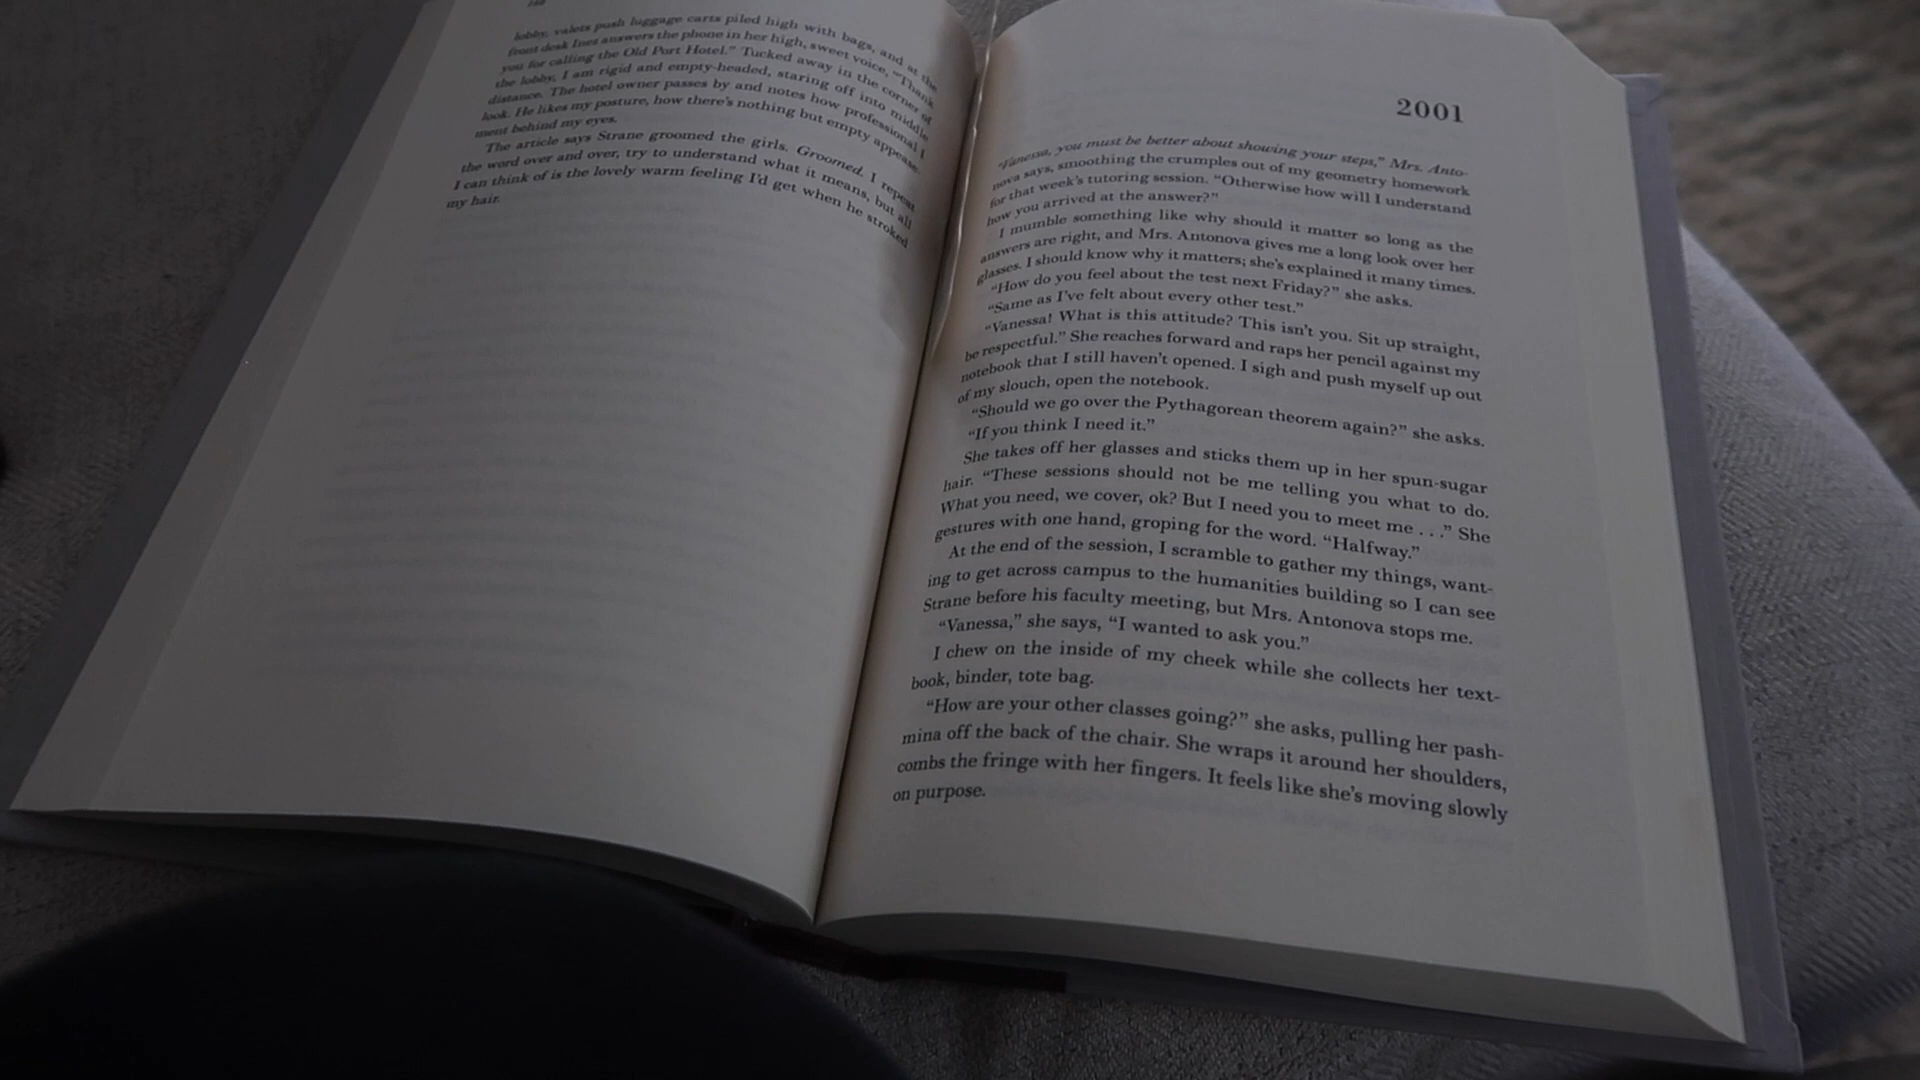 lobby, valets push luggage carts piled high with bags, and at the
front desk Inez answers the phone in her high, sweet voice, “Thank
you for calling the Old Port Hotel.” Tucked away in the corner of
the lobby, I am rigid and empty-headed, staring off into middle
distance. The hotel owner passes by and notes how professional I
look. He likes my posture, how there’s nothing but empty appease-
ment behind my eyes.
The article says Strane groomed the girls. Groomed. I repeat
the word over and over, try to understand what it means, but all
I can think of is the lovely warm feeling I’d get when he stroked
my hair.
2001
“Vanessa, you must be better about showing your steps,” Mrs. Anto-
nova says, smoothing the crumples out of my geometry homework
for that week’s tutoring session. “Otherwise how will I understand
how you arrived at the answer?”
I mumble something like why should it matter so long as the
answers are right, and Mrs. Antonova gives me a long look over her
glasses. I should know why it matters; she’s explained it many times.
“How do you feel about the test next Friday?” she asks.
“Same as I’ve felt about every other test.”
“Vanessa! What is this attitude? This isn’t you. Sit up straight,
be respectful.” She reaches forward and raps her pencil against my
notebook that I still haven’t opened. I sigh and push myself up out
of my slouch, open the notebook.
“Should we go over the Pythagorean theorem again?” she asks.
“If you think I need it.”
She takes off her glasses and sticks them up in her spun-sugar
hair. “These sessions should not be me telling you what to do.
What you need, we cover, ok? But I need you to meet me . . .” She
gestures with one hand, groping for the word. “Halfway.”
At the end of the session, I scramble to gather my things, want-
ing to get across campus to the humanities building so I can see
Strane before his faculty meeting, but Mrs. Antonova stops me.
“Vanessa,” she says, “I wanted to ask you.”
I chew on the inside of my cheek while she collects her text-
book, binder, tote bag.
“How are your other classes going?” she asks, pulling her pash-
mina off the back of the chair. She wraps it around her shoulders,
combs the fringe with her fingers. It feels like she’s moving slowly
on purpose.